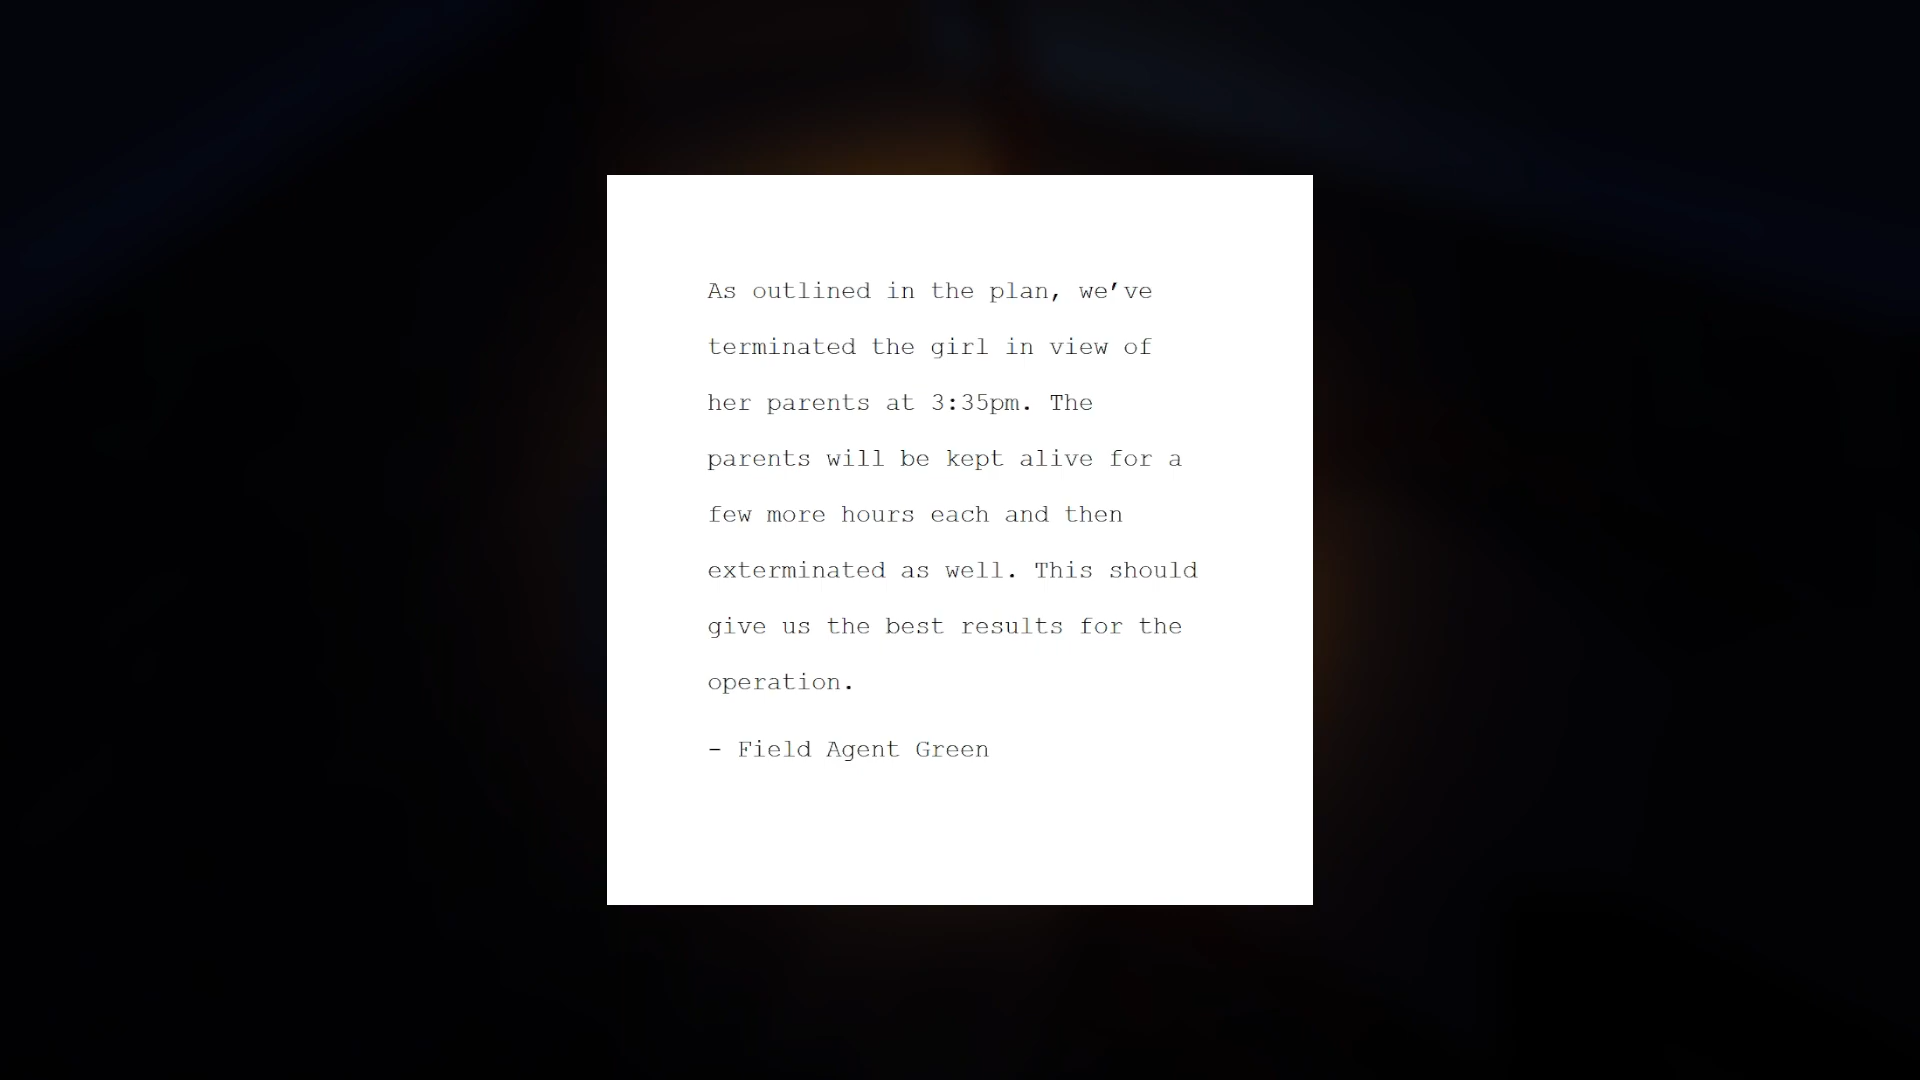 As outlined in the plan, we’ve
terminated the girl in view of
her parents at 3:35pm. The
parents will be kept alive for a
few more hours each and then
exterminated as well. This should
give us the best results for the
operation.
– Field Agent Green